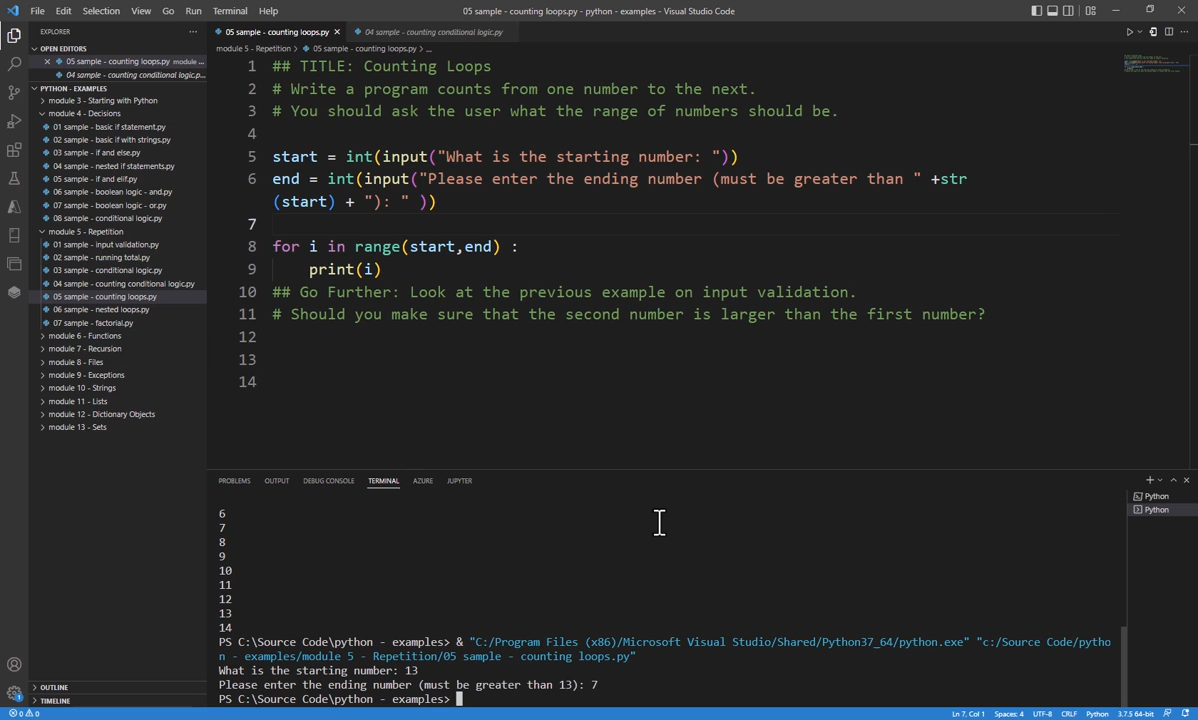 File Edit Selection View Go Run Terminal Help
05 sample - counting loops.py - python - examples - Visual Studio Code
EXPLORER
OPEN EDITORS
05 sample - counting loops.py module ...
04 sample - counting conditional logic.p...
PYTHON - EXAMPLES
module 3 - Starting with Python
module 4 - Decisions
01 sample - basic if statement.py
02 sample - basic if with strings.py
03 sample - if and else.py
04 sample - nested if statements.py
05 sample - if and elif.py
06 sample - boolean logic - and.py
07 sample - boolean logic - or.py
08 sample - conditional logic.py
module 5 - Repetition
01 sample - input validation.py
02 sample - running total.py
03 sample - conditional logic.py
04 sample - counting conditional logic.py
05 sample - counting loops.py
06 sample - nested loops.py
07 sample - factorial.py
module 6 - Functions
module 7 - Recursion
module 8 - Files
module 9 - Exceptions
module 10 - Strings
module 11 - Lists
module 12 - Dictionary Objects
module 13 - Sets
OUTLINE
TIMELINE
05 sample - counting loops.py
04 sample - counting conditional logic.py
module 5 - Repetition > 05 sample - counting loops.py > ...
1 ## TITLE: Counting Loops
2 # Write a program counts from one number to the next.
3 # You should ask the user what the range of numbers should be.
4
5 start = int(input("What is the starting number: "))
6 end = int(input("Please enter the ending number (must be greater than " +str
(start) + "): " ))
7
8 for i in range(start,end) :
9 print(i)
10 ## Go Further: Look at the previous example on input validation.
11 # Should you make sure that the second number is larger than the first number?
12
13
14
PROBLEMS OUTPUT DEBUG CONSOLE TERMINAL AZURE JUPYTER
Python
Python
6
7
8
9
10
11
12
13
14
PS C:\Source Code\python - examples> & "C:/Program Files (x86)/Microsoft Visual Studio/Shared/Python37_64/python.exe" "c:/Source Code/pytho
n - examples/module 5 - Repetition/05 sample - counting loops.py"
What is the starting number: 13
Please enter the ending number (must be greater than 13): 7
PS C:\Source Code\python - examples>
0 0 Ln 7, Col 1 Spaces: 4 UTF-8 CRLF Python 3.7.5 64-bit